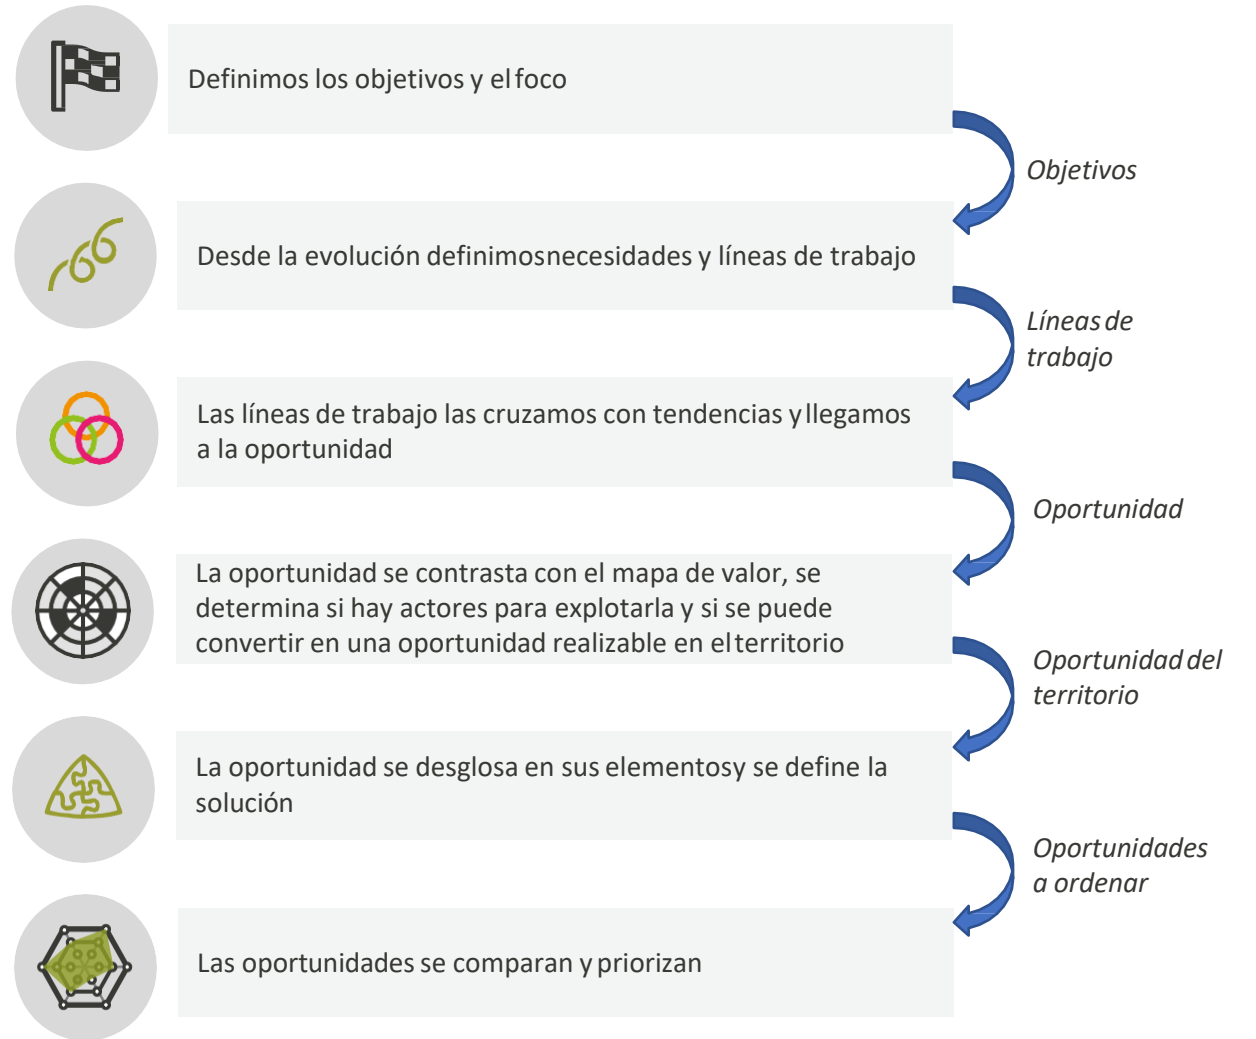 Definimos los objetivos y el foco
Objetivos
Desde la evolución definimos necesidades y líneas de trabajo
Líneas de
trabajo
Las líneas de trabajo las cruzamos con tendencias y llegamos
a la oportunidad
Oportunidad
La oportunidad se contrasta con el mapa de valor, se
determina si hay actores para explotarla y si se puede
convertir en una oportunidad realizable en el territorio
Oportunidad del
territorio
La oportunidad se desglosa en sus elementos y se define la
solución
Oportunidades
a ordenar
Las oportunidades se comparan y priorizan